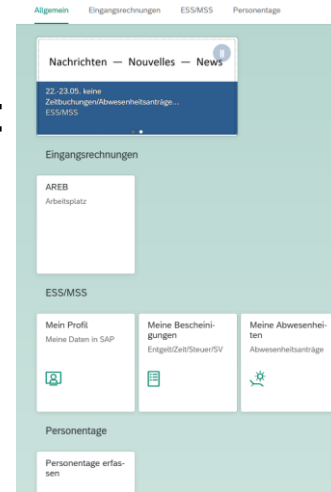 Allgemein Eingangsrechnungen ESS/MSS Personentage
Nachrichten — Nouvelles — News
22.-23.05. keine
Zeitbuchungen/Abwesenheitsanträge...
ESS/MSS
Eingangsrechnungen
AREB
Arbeitsplatz
ESS/MSS
Mein Profil
Meine Daten in SAP
Meine Bescheini-
gungen
Entgelt/Zeit/Steuer/SV
Meine Abwesenhei-
ten
Abwesenheitsanträge
Personentage
Personentage erfas-
sen